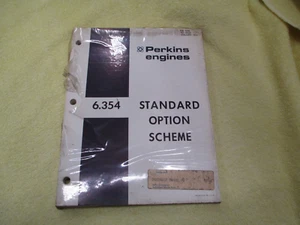 Perkins
engines
6.354 STANDARD
OPTION
SCHEME